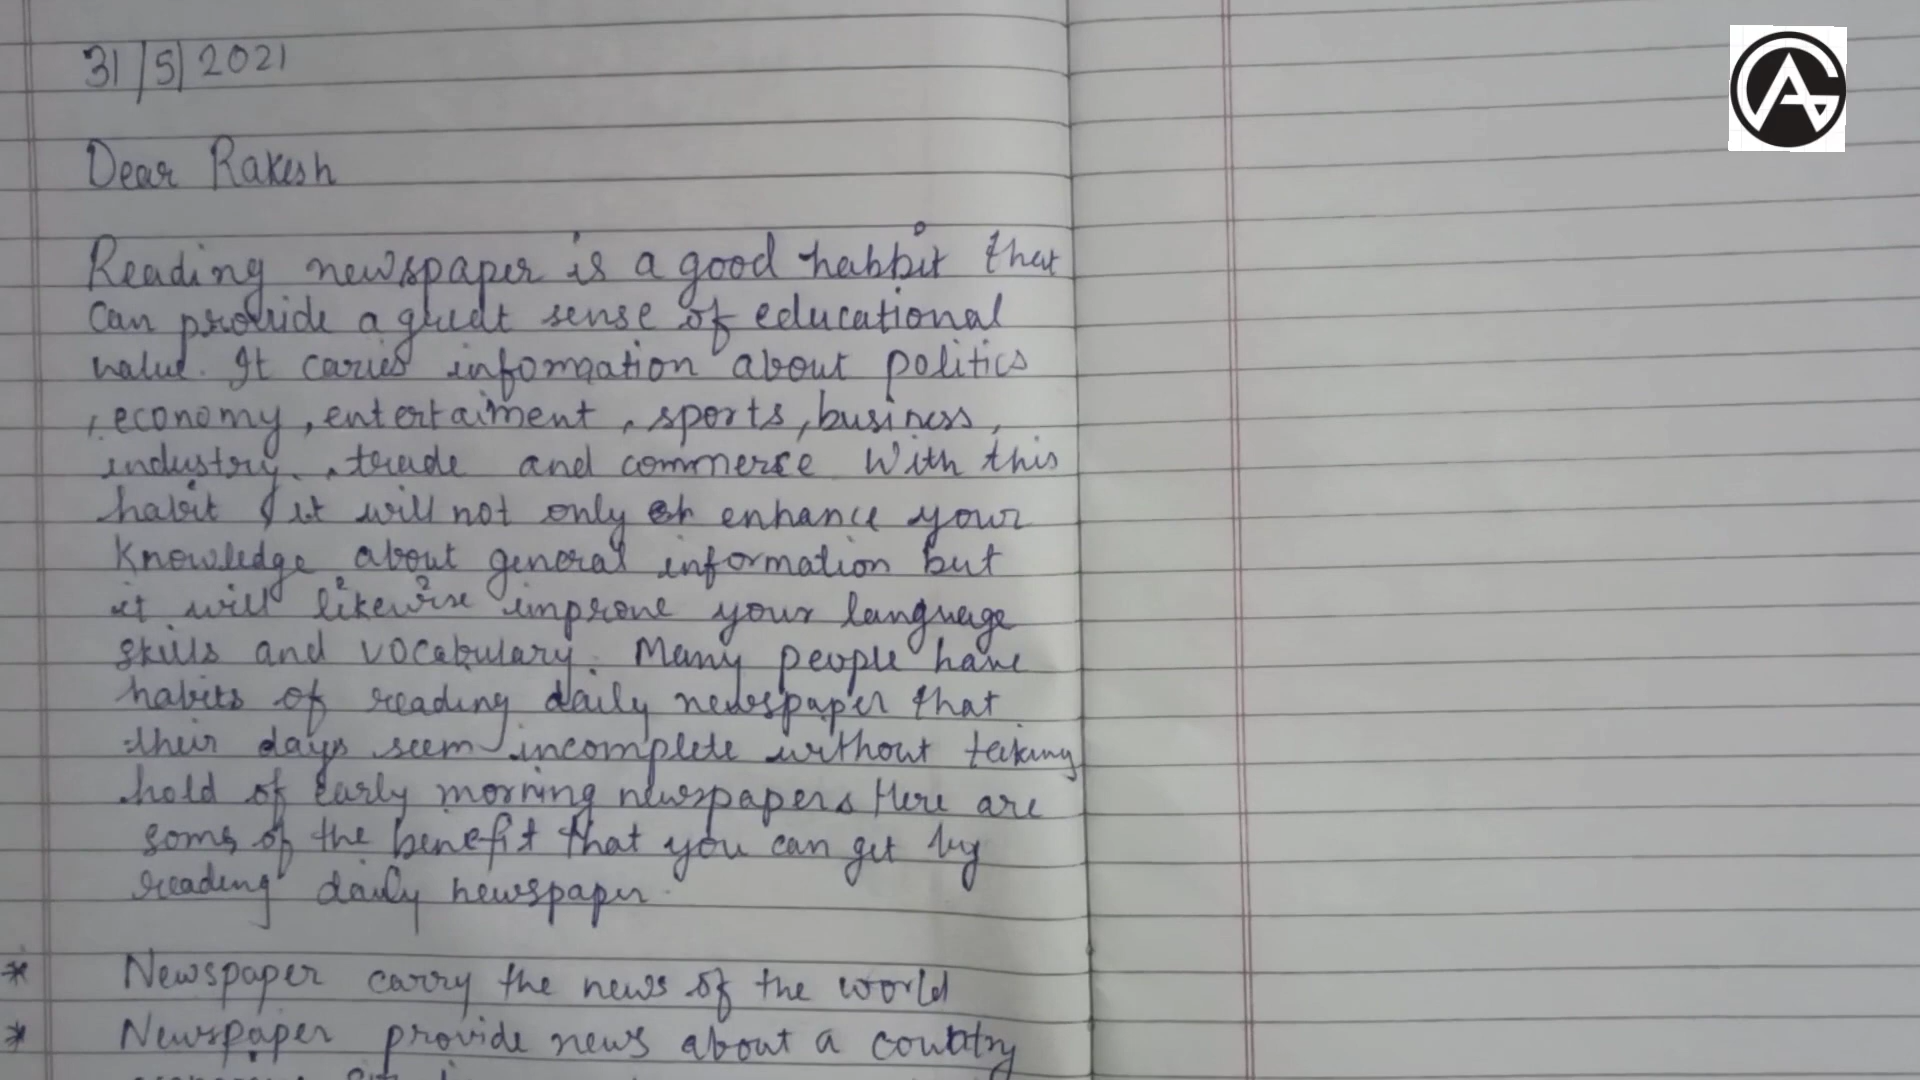 31/5/2021
Dear Rakesh
Reading newspaper is a good habbit that
can provide a great sense of educational
value. It caries information about politics
, economy, entertaiment, sports, business,
industry, trade and commerse With this
habit it will not only enhance your
knowledge about general information but
it will likewise improve your language
skills and vocabulary. Many people have
habits of reading daily newspaper that
their days seem incomplete without taking
hold of early morning newspapers Here are
some of the benefit that you can get by
reading daily newspaper.
* Newspaper carry the news of the world
* Newspaper provide news about a country